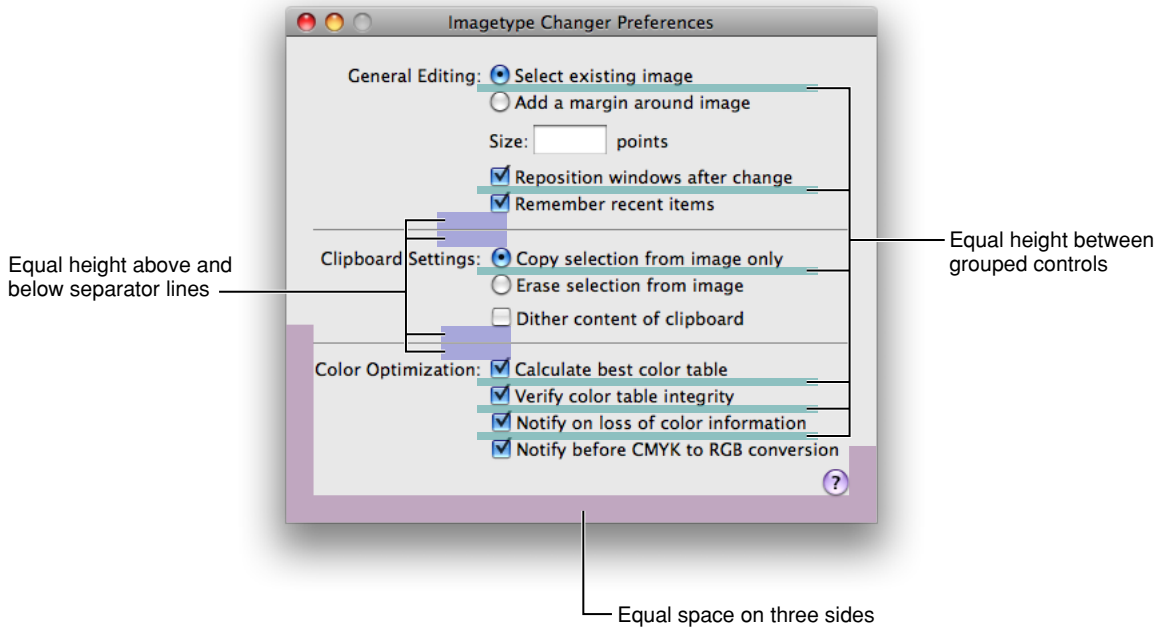 Imagetype Changer Preferences
General Editing: Select existing image
Add a margin around image
Size: points
Reposition windows after change
Remember recent items
Equal height above and
below separator lines
Clipboard Settings: Copy selection from image only
Erase selection from image
Dither content of clipboard
Equal height between
grouped controls
Color Optimization: Calculate best color table
Verify color table integrity
Notify on loss of color information
Notify before CMYK to RGB conversion
?
Equal space on three sides